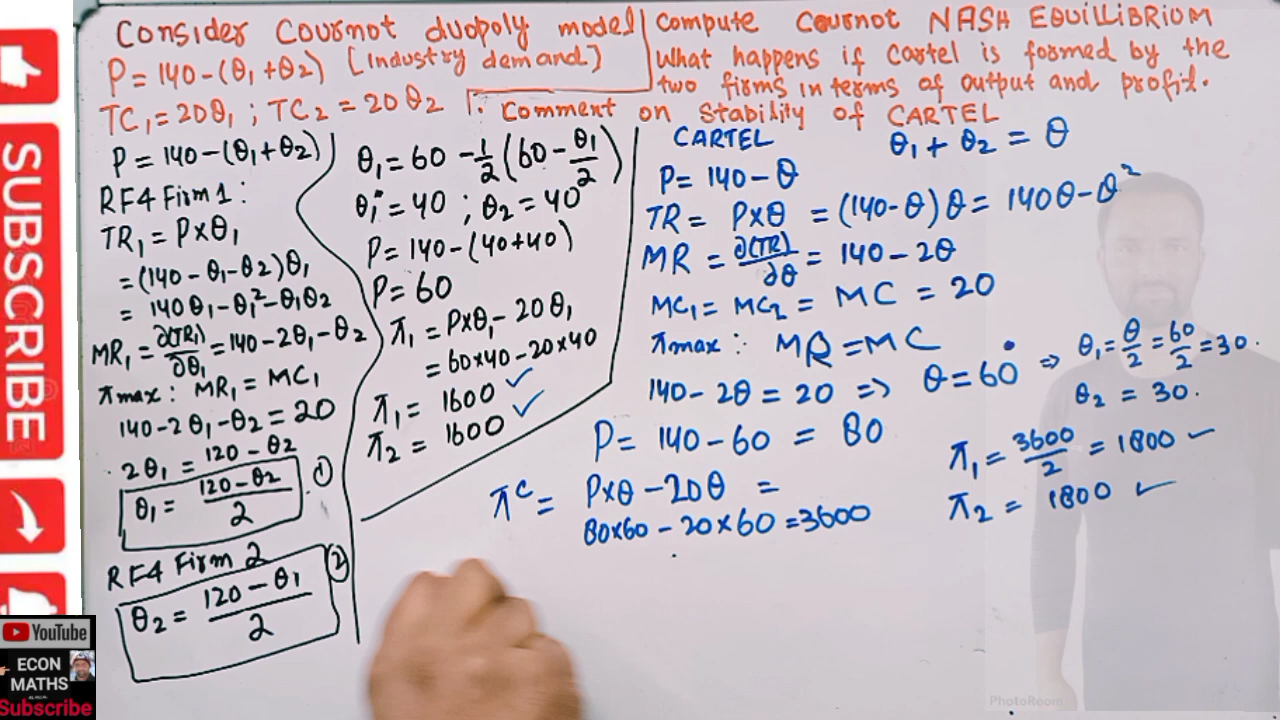 Consider Cournot duopoly model
P = 140 - (θ1 + θ2) [Industry demand]
TC1 = 20θ1 ; TC2 = 20θ2
Compute Cournot NASH EQUILIBRIUM
What happens if Cartel is formed by the
two firms in terms of output and profit.
Comment on Stability of CARTEL
P = 140 - (θ1 + θ2)
RF4 Firm 1 :
TR1 = P×θ1
= (140 - θ1 - θ2)θ1
= 140θ1 - θ1² - θ1θ2
MR1 = ∂(TR1)/∂θ1 = 140 - 2θ1 - θ2
πmax : MR1 = MC1
140 - 2θ1 - θ2 = 20
2θ1 = 120 - θ2
θ1 = (120 - θ2)/2 ①
RF4 Firm 2
θ2 = (120 - θ1)/2 ②
θ1 = 60 - 1/2 (60 - θ1/2)
θ1 = 40 ; θ2 = 40
P = 140 - (40 + 40)
P = 60
π1 = P×θ1 - 20θ1
= 60×40 - 20×40
π1 = 1600 ✓
π2 = 1600 ✓
CARTEL
θ1 + θ2 = θ
P = 140 - θ
TR = P×θ = (140 - θ)θ = 140θ - θ²
MR = ∂(TR)/∂θ = 140 - 2θ
MC1 = MC2 = MC = 20
πmax : MR = MC
140 - 2θ = 20 => θ = 60 => θ1 = θ/2 = 60/2 = 30.
θ2 = 30.
P = 140 - 60 = 80
π^c = P×θ - 20θ =
80×60 - 20×60 = 3600
π1 = 3600/2 = 1800 ✓
π2 = 1800 ✓
SUBSCRIBE
YouTube
ECON
MATHS
Subscribe
PhotoRoom